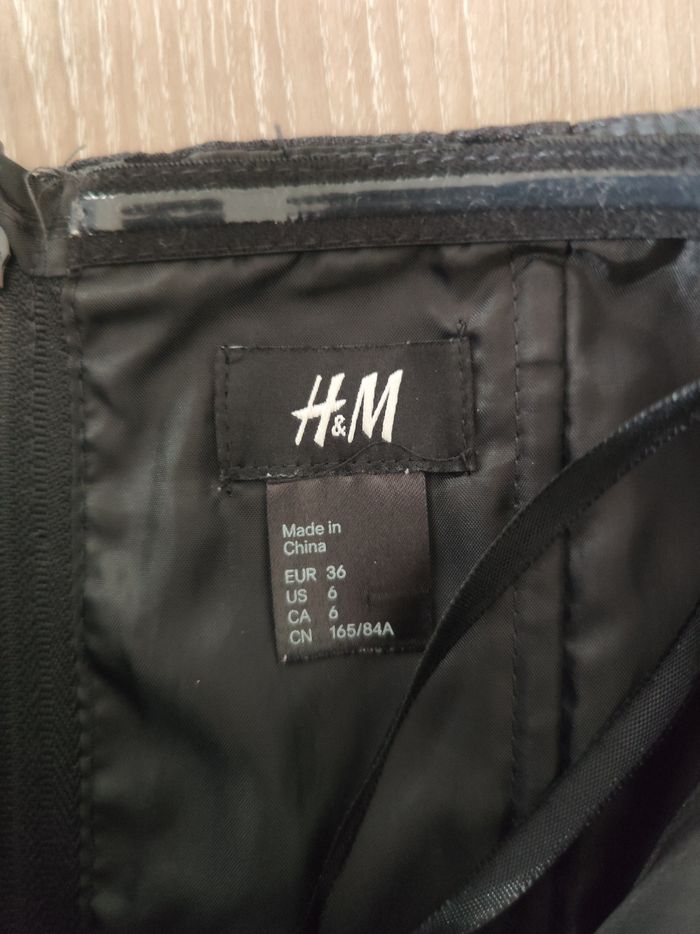 H&M
Made in
China
EUR 36
US 6
CA 6
CN 165/84A